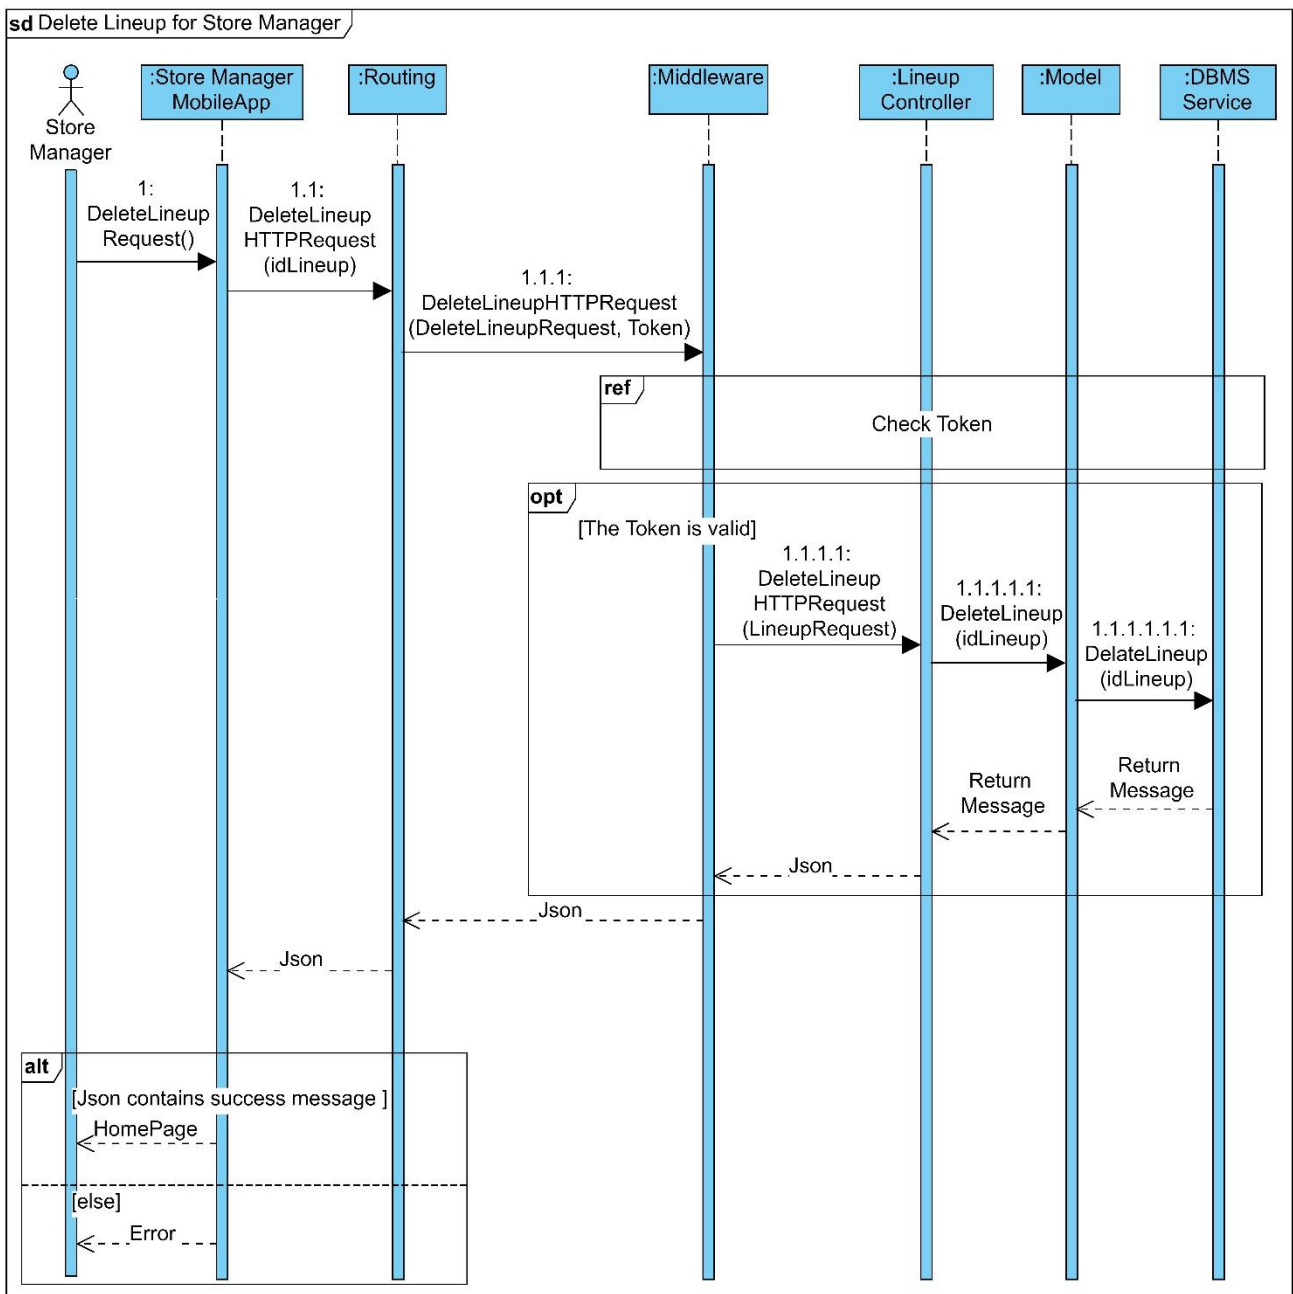 sd Delete Lineup for Store Manager
Store
Manager
:Store Manager
MobileApp
:Routing
:Middleware
:Lineup
Controller
:Model
:DBMS
Service
1:
DeleteLineup
Request()
1.1:
DeleteLineup
HTTPRequest
(idLineup)
1.1.1:
DeleteLineupHTTPRequest
(DeleteLineupRequest, Token)
ref
Check Token
opt
[The Token is valid]
1.1.1.1:
DeleteLineup
HTTPRequest
(LineupRequest)
1.1.1.1.1:
DeleteLineup
(idLineup)
1.1.1.1.1.1:
DelateLineup
(idLineup)
Return
Message
Return
Message
Json
Json
Json
alt
[Json contains success message ]
HomePage
[else]
Error